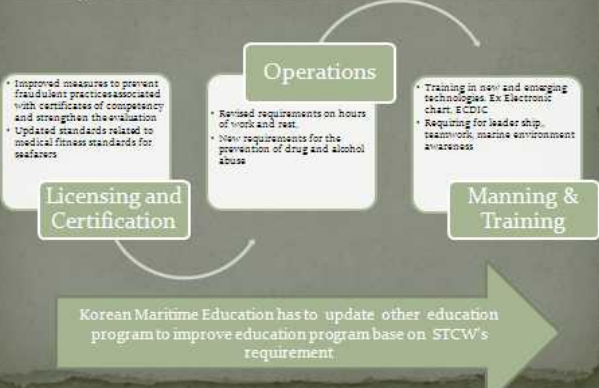 • Improved measures to prevent
fraudulent practices associated
with certificates of competency
and strengthen the evaluation
• Updated standards related to
medical fitness standards for
seafarers
Licensing and
Certification
Operations
• Revised requirements on hours
of work and rest,
• New requirements for the
prevention of drug and alcohol
abuse
• Training in new and emerging
technologies. Ex Electronic
chart, ECDIC
• Requiring for leader ship,
teamwork, marine environment
awareness
Manning &
Training
Korean Maritime Education has to update other education
program to improve education program base on STCW's
requirement